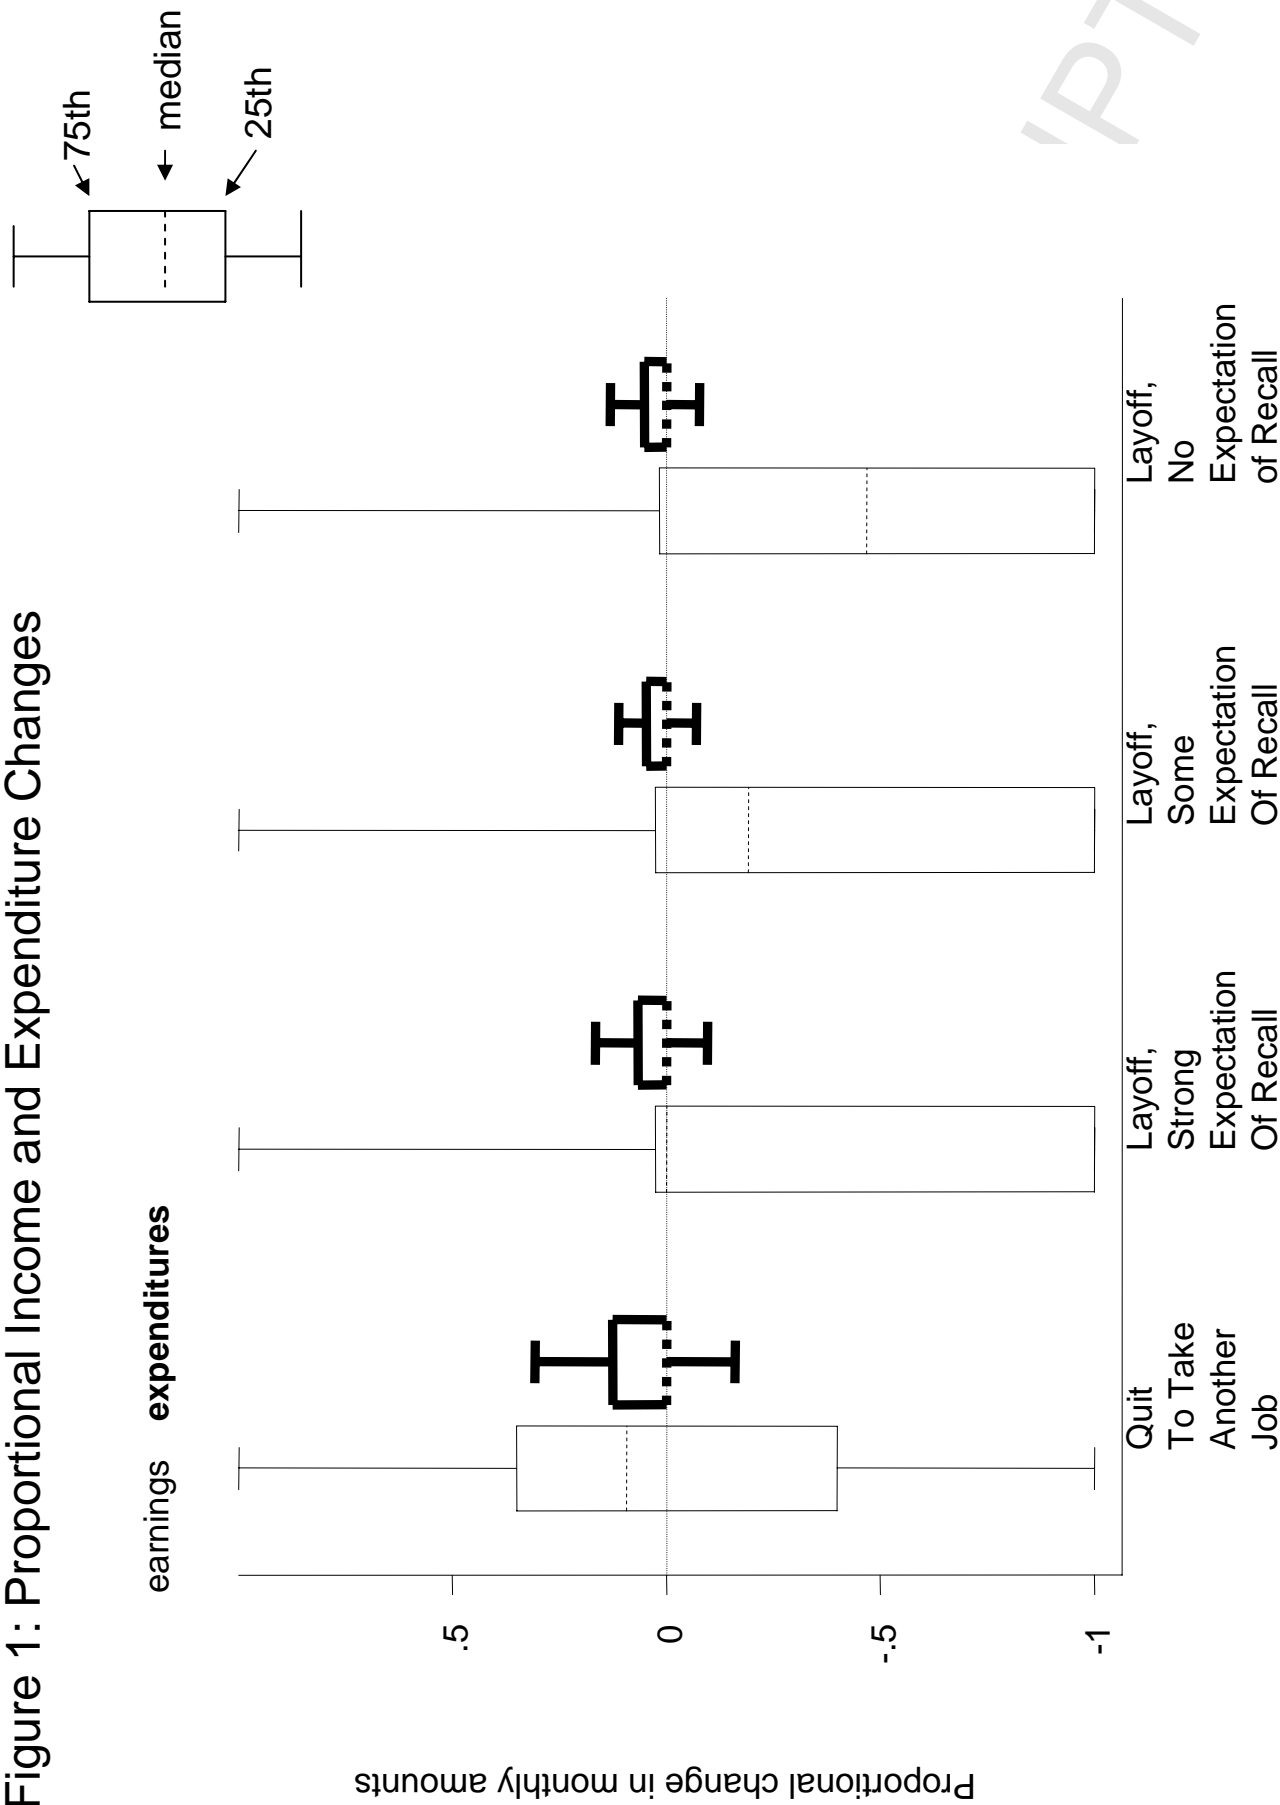 Figure 1: Proportional Income and Expenditure Changes
75th
median
25th
earnings expenditures
.5
0
-.5
-1
Proportional change in monthly amounts
Quit
To Take
Another
Job
Layoff,
Strong
Expectation
Of Recall
Layoff,
Some
Expectation
Of Recall
Layoff,
No
Expectation
of Recall